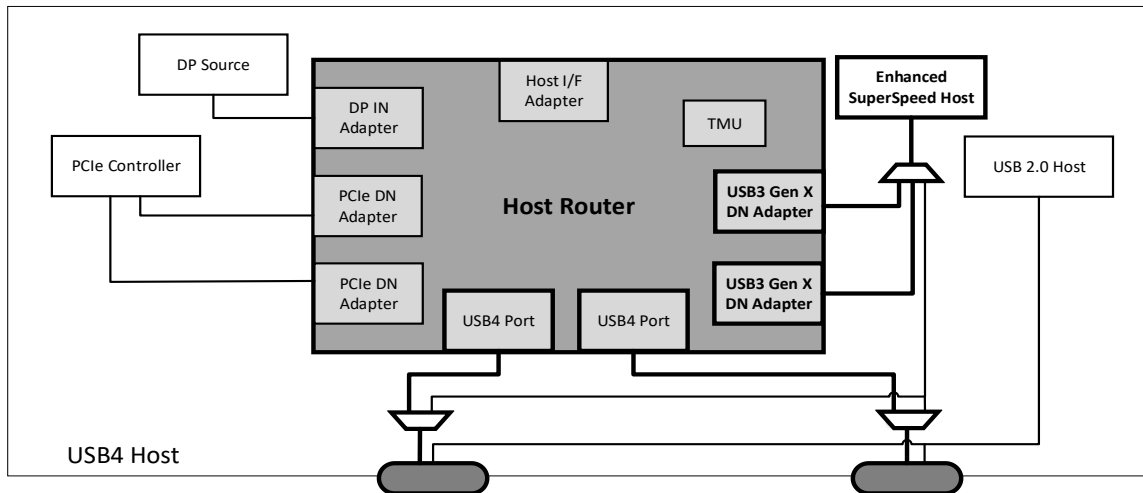 DP Source
PCIe Controller
DP IN
Adapter
PCIe DN
Adapter
PCIe DN
Adapter
Host I/F
Adapter
TMU
Host Router
USB3 Gen X
DN Adapter
USB3 Gen X
DN Adapter
USB4 Port
USB4 Port
Enhanced
SuperSpeed Host
USB 2.0 Host
USB4 Host